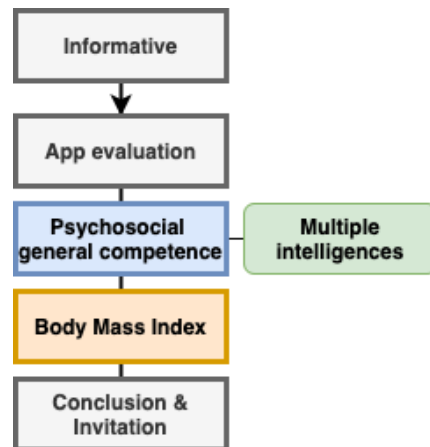 Informative
App evaluation
Psychosocial
general competence
Multiple
intelligences
Body Mass Index
Conclusion &
Invitation